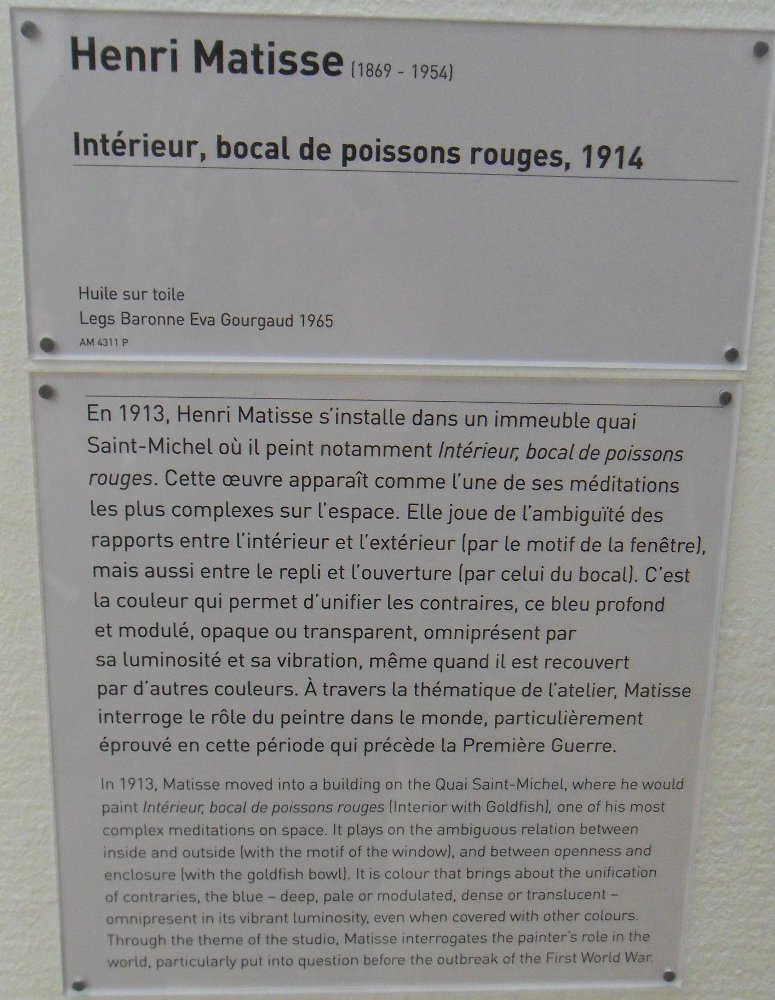 Henri Matisse (1869 - 1954)
Intérieur, bocal de poissons rouges, 1914
Huile sur toile
Legs Baronne Eva Gourgaud 1965
AM 4311 P
En 1913, Henri Matisse s'installe dans un immeuble quai
Saint-Michel où il peint notamment Intérieur, bocal de poissons
rouges. Cette œuvre apparaît comme l'une de ses méditations
les plus complexes sur l'espace. Elle joue de l'ambiguïté des
rapports entre l'intérieur et l'extérieur (par le motif de la fenêtre),
mais aussi entre le repli et l'ouverture (par celui du bocal). C'est
la couleur qui permet d'unifier les contraires, ce bleu profond
et modulé, opaque ou transparent, omniprésent par
sa luminosité et sa vibration, même quand il est recouvert
par d'autres couleurs. À travers la thématique de l'atelier, Matisse
interroge le rôle du peintre dans le monde, particulièrement
éprouvé en cette période qui précède la Première Guerre.
In 1913, Matisse moved into a building on the Quai Saint-Michel, where he would
paint Intérieur, bocal de poissons rouges (Interior with Goldfish), one of his most
complex meditations on space. It plays on the ambiguous relation between
inside and outside (with the motif of the window), and between openness and
enclosure (with the goldfish bowl). It is colour that brings about the unification
of contraries, the blue – deep, pale or modulated, dense or translucent –
omnipresent in its vibrant luminosity, even when covered with other colours.
Through the theme of the studio, Matisse interrogates the painter's role in the
world, particularly put into question before the outbreak of the First World War.